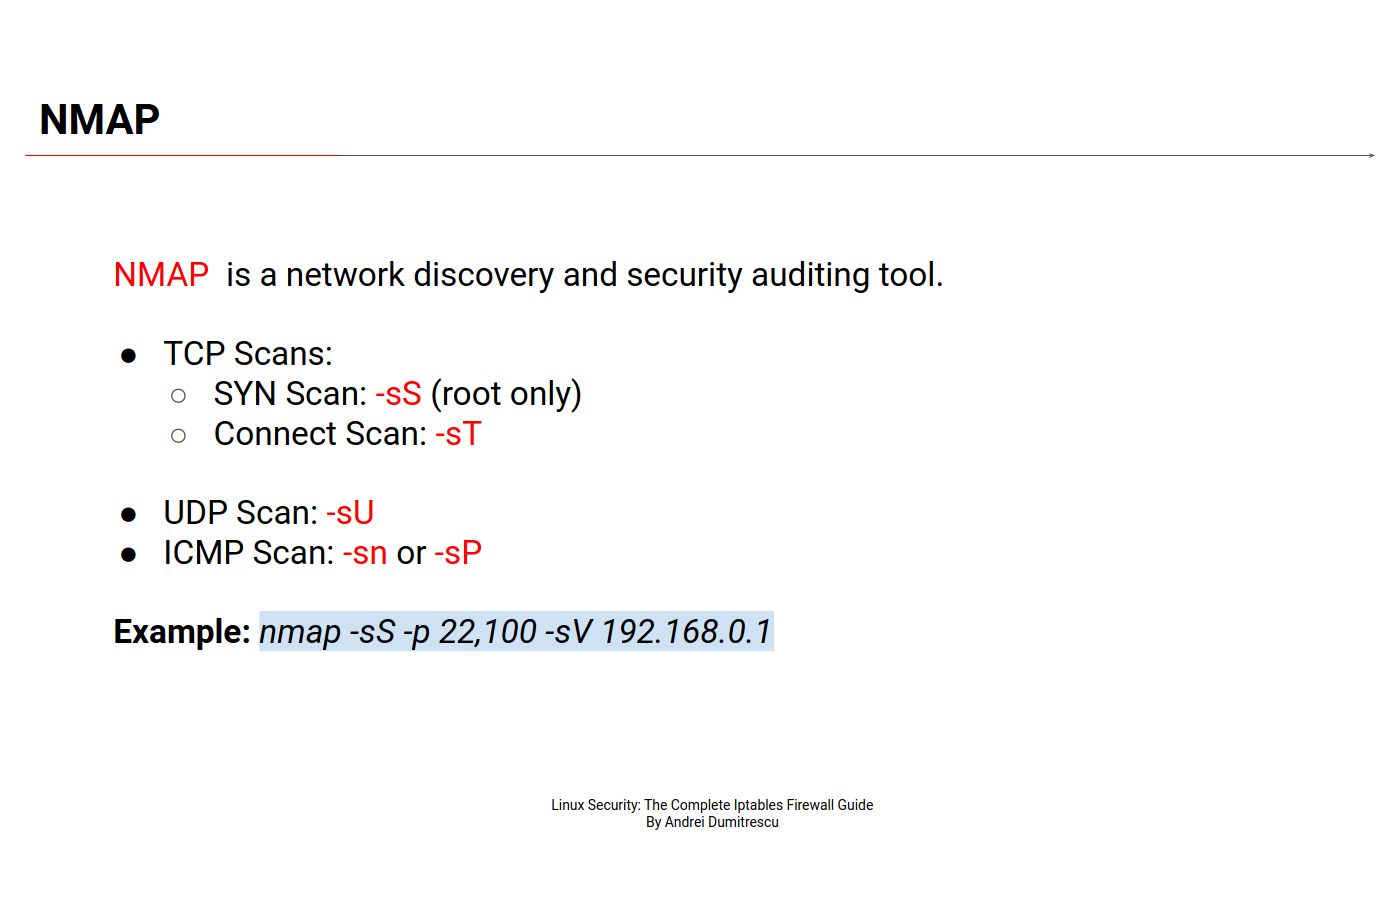 NMAP
NMAP is a network discovery and security auditing tool.
● TCP Scans:
○ SYN Scan: -sS (root only)
○ Connect Scan: -sT
● UDP Scan: -sU
● ICMP Scan: -sn or -sP
Example: nmap -sS -p 22,100 -sV 192.168.0.1
Linux Security: The Complete Iptables Firewall Guide
By Andrei Dumitrescu